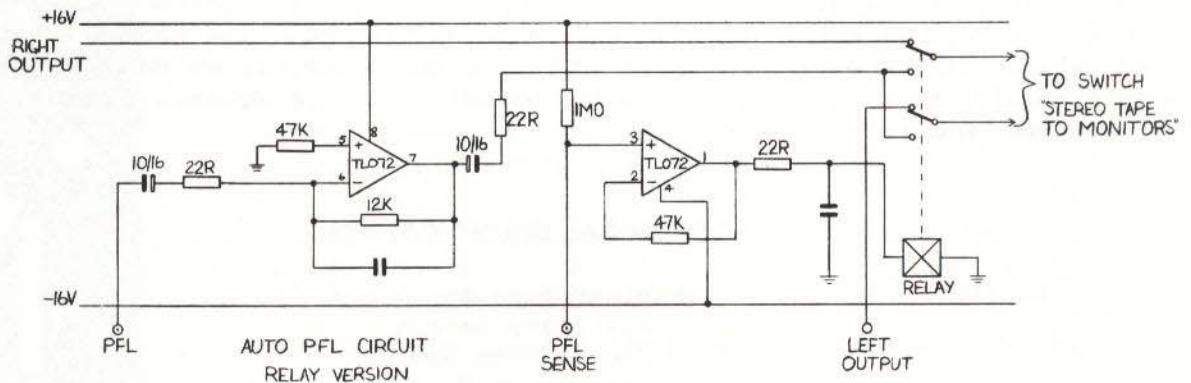 +16V
RIGHT
OUTPUT
47K
5
8
+
TL072
7
10/16
22R
6
−
12K
10/16
22R
1M0
3
+
TL072
1
2
−
4
47K
22R
TO SWITCH
"STEREO TAPE
TO MONITORS"
RELAY
-16V
PFL
AUTO PFL CIRCUIT
RELAY VERSION
PFL
SENSE
LEFT
OUTPUT